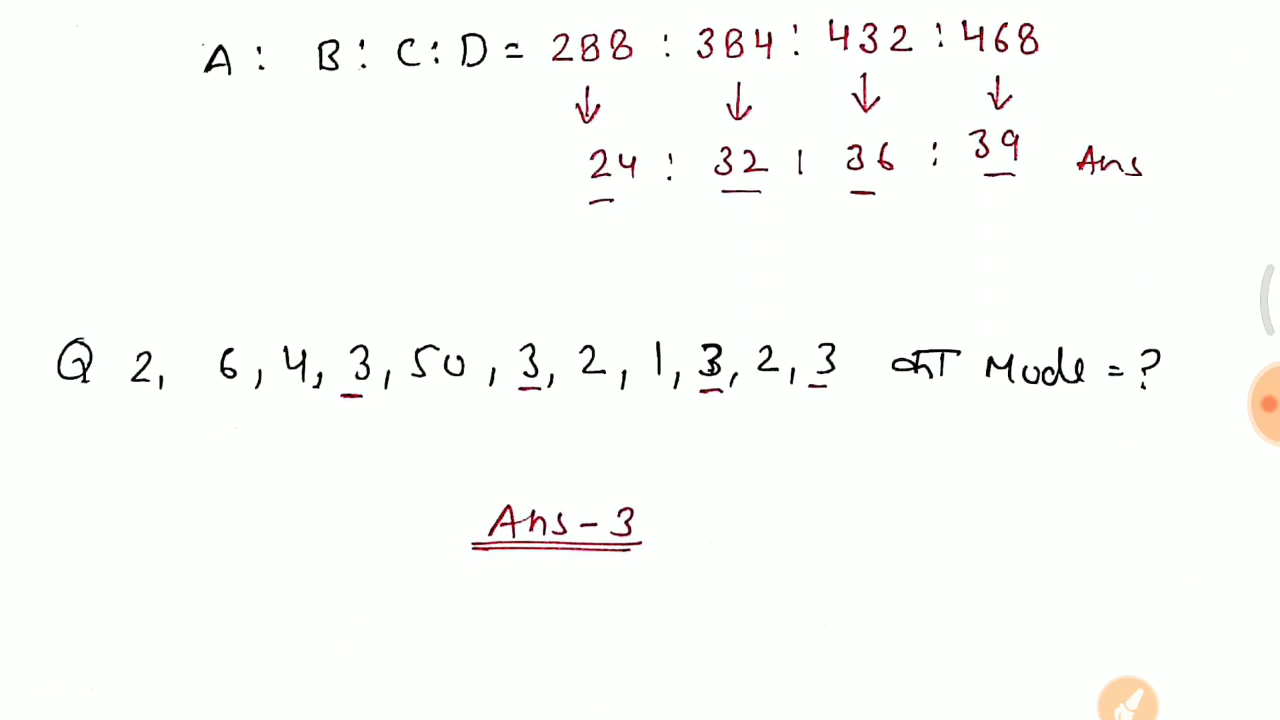 A : B : C : D = 288 : 384 : 432 : 468
↓ ↓ ↓ ↓
24 : 32 : 36 : 39 Ans
Q 2, 6, 4, 3, 50, 3, 2, 1, 3, 2, 3 का Mode = ?
Ans - 3